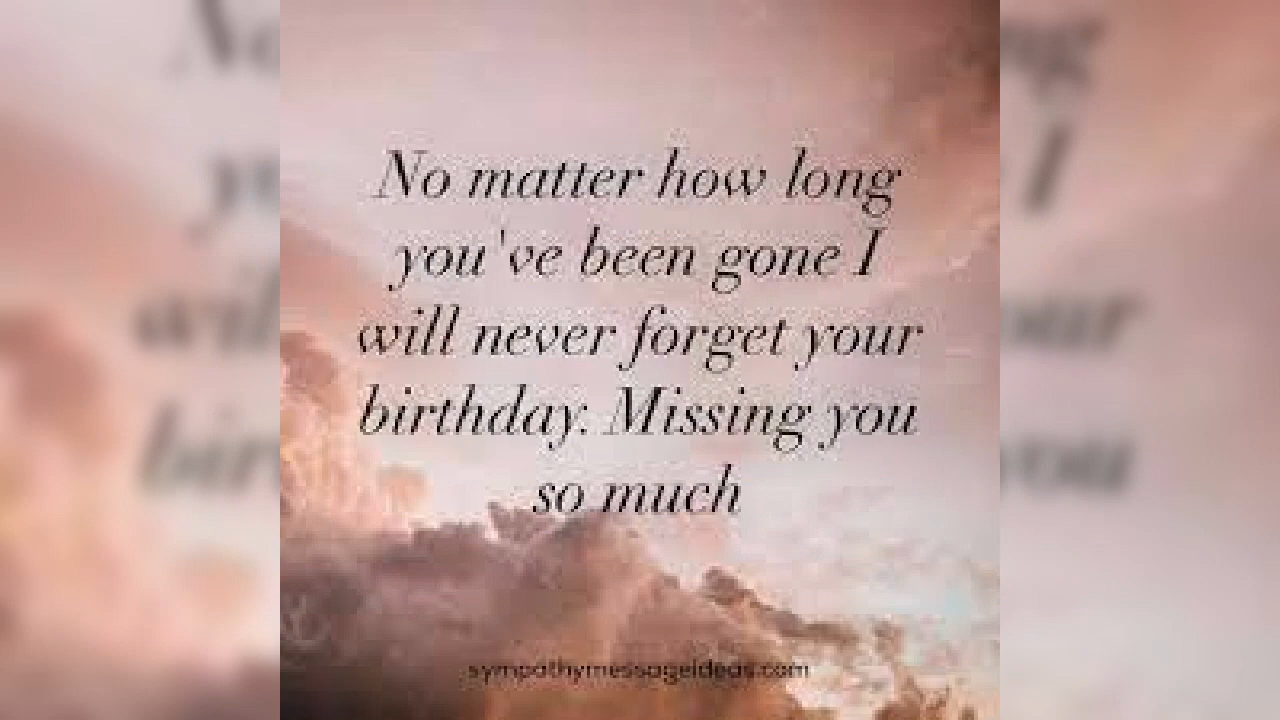 No matter how long
you've been gone I
will never forget your
birthday. Missing you
so much
sympathymessageideas.com